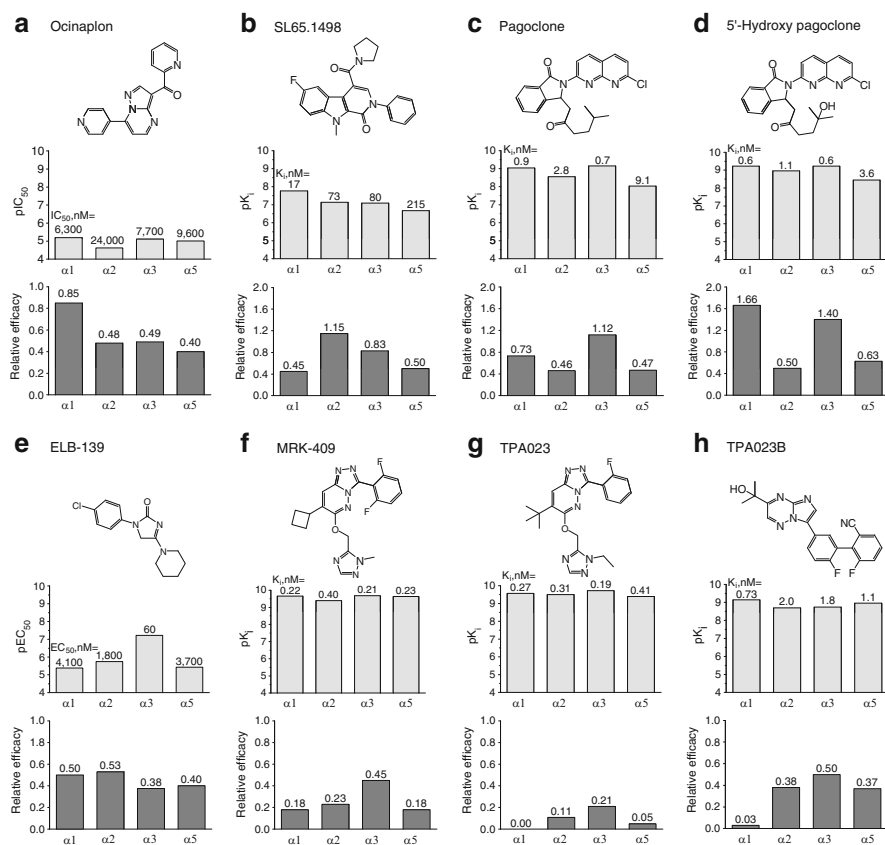 a Ocinaplon
N
N
N
N
O
N
N
pIC50
10
9
8
7
6
5
4
IC50,nM=
6,300
24,000
7,700
9,600
α1 α2 α3 α5
Relative efficacy
1.0
0.8
0.6
0.4
0.2
0.0
0.85
0.48
0.49
0.40
α1 α2 α3 α5
b SL65.1498
N
O
F
N
N
Me
O
pKi
10
9
8
7
6
5
4
Ki,nM=
17
73
80
215
α1 α2 α3 α5
Relative efficacy
2.0
1.6
1.2
0.8
0.4
0.0
0.45
1.15
0.83
0.50
α1 α2 α3 α5
c Pagoclone
O
N
N
N
Cl
O
pKi
10
9
8
7
6
5
4
Ki,nM=
0.9
2.8
0.7
9.1
α1 α2 α3 α5
Relative efficacy
2.0
1.6
1.2
0.8
0.4
0.0
0.73
0.46
1.12
0.47
α1 α2 α3 α5
d 5'-Hydroxy pagoclone
O
N
N
N
Cl
OH
O
pKi
10
9
8
7
6
5
4
Ki,nM=
0.6
1.1
0.6
3.6
α1 α2 α3 α5
Relative efficacy
2.0
1.6
1.2
0.8
0.4
0.0
1.66
0.50
1.40
0.63
α1 α2 α3 α5
e ELB-139
Cl
O
N
N
N
pEC50
10
9
8
7
6
5
4
EC50,nM=
4,100
1,800
60
3,700
α1 α2 α3 α5
Relative efficacy
1.0
0.8
0.6
0.4
0.2
0.0
0.50
0.53
0.38
0.40
α1 α2 α3 α5
f MRK-409
N N
F
N
N
F
O
N
Me
N
N
pKi
10
9
8
7
6
5
4
Ki,nM=
0.22
0.40
0.21
0.23
α1 α2 α3 α5
Relative efficacy
1.0
0.8
0.6
0.4
0.2
0.0
0.18
0.23
0.45
0.18
α1 α2 α3 α5
g TPA023
N N
F
N
N
O
N
N
N
pKi
10
9
8
7
6
5
4
Ki,nM=
0.27
0.31
0.19
0.41
α1 α2 α3 α5
Relative efficacy
1.0
0.8
0.6
0.4
0.2
0.0
0.00
0.11
0.21
0.05
α1 α2 α3 α5
h TPA023B
HO
N
N
N
N
CN
F
F
pKi
10
9
8
7
6
5
4
Ki,nM=
0.73
2.0
1.8
1.1
α1 α2 α3 α5
Relative efficacy
1.0
0.8
0.6
0.4
0.2
0.0
0.03
0.38
0.50
0.37
α1 α2 α3 α5